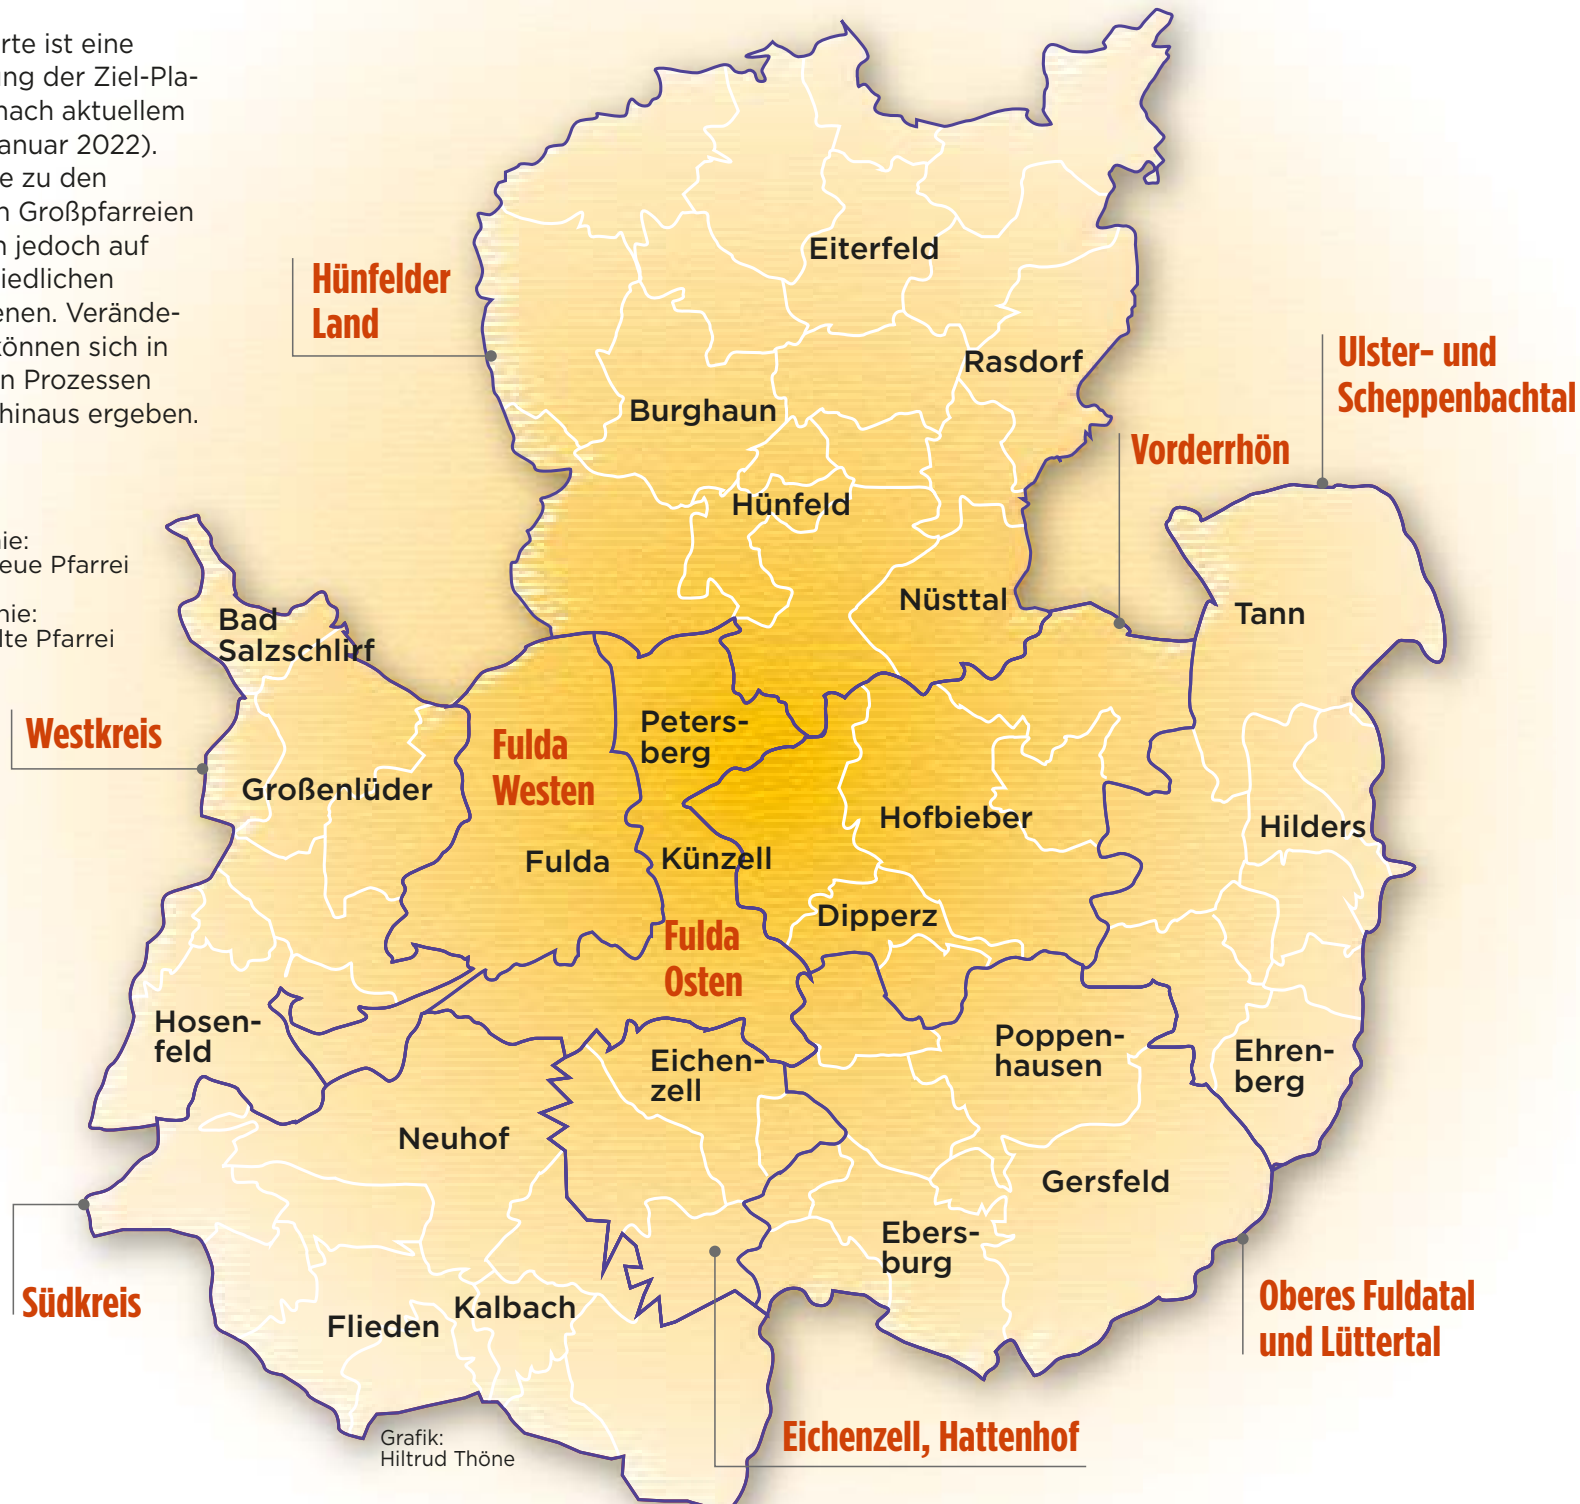 rte ist eine
ung der Ziel-Pla-
nach aktuellem
anuar 2022).
e zu den
n Großpfarreien
n jedoch auf
iedlichen
enen. Verände-
können sich in
n Prozessen
hinaus ergeben.
nie:
eue Pfarrei
nie:
lte Pfarrei
Hünfelder
Land
Eiterfeld
Rasdorf
Burghaun
Hünfeld
Nüsttal
Ulster- und
Scheppenbachtal
Vorderrhön
Tann
Bad
Salzschlirf
Westkreis
Großenlüder
Fulda
Westen
Fulda
Peters-
berg
Künzell
Hofbieber
Hilders
Dipperz
Fulda
Osten
Hosen-
feld
Eichen-
zell
Poppen-
hausen
Ehren-
berg
Neuhof
Gersfeld
Ebers-
burg
Südkreis
Flieden
Kalbach
Oberes Fuldatal
und Lüttertal
Eichenzell, Hattenhof
Grafik:
Hiltrud Thöne